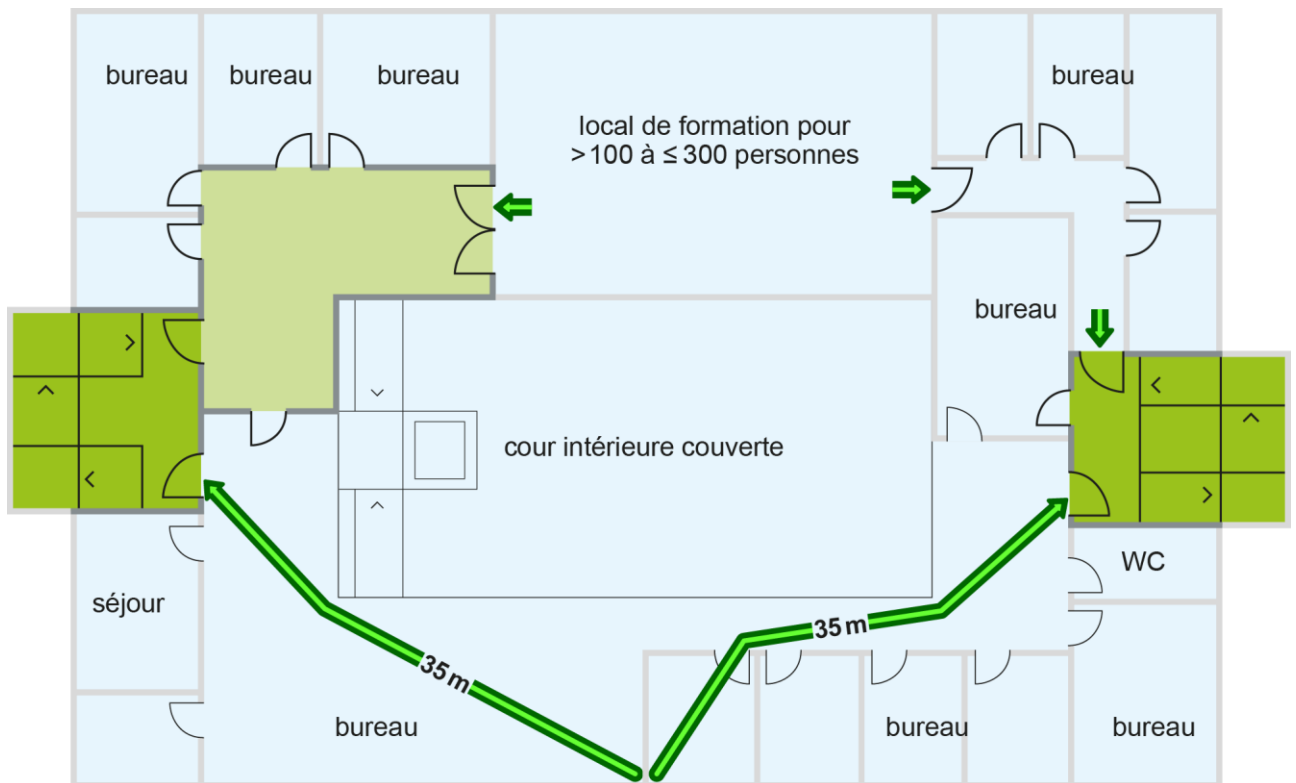 bureau
bureau
bureau
local de formation pour
>100 à ≤ 300 personnes
bureau
bureau
cour intérieure couverte
séjour
WC
35 m
35 m
bureau
bureau
bureau